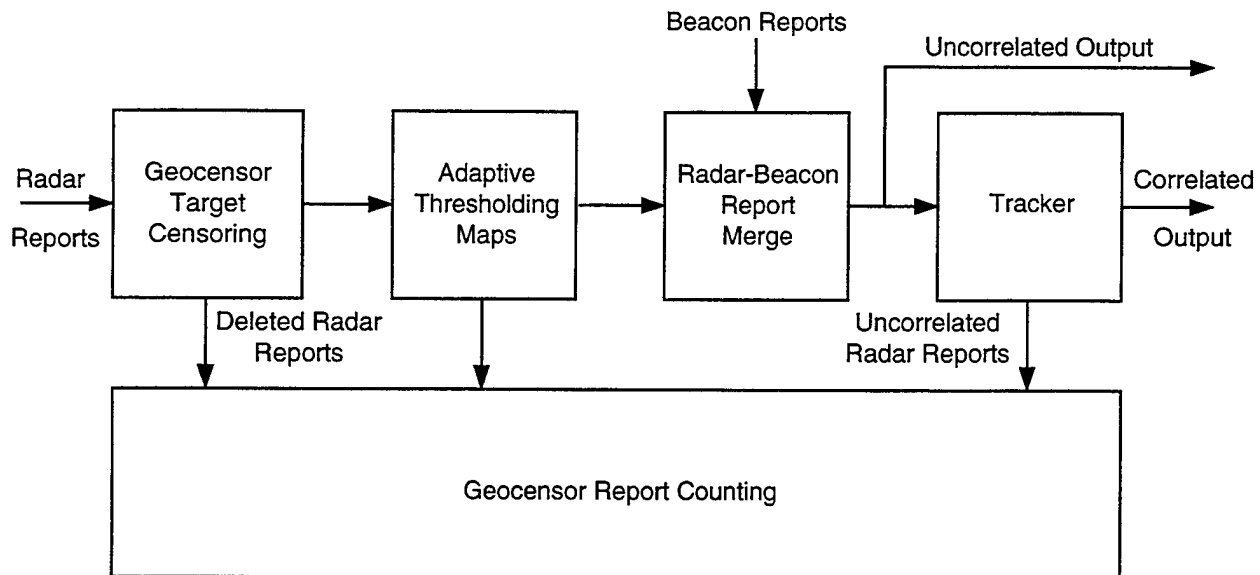 Beacon Reports
Uncorrelated Output
Radar
Reports
Geocensor
Target
Censoring
Adaptive
Thresholding
Maps
Radar-Beacon
Report
Merge
Tracker
Correlated
Output
Deleted Radar
Reports
Uncorrelated
Radar Reports
Geocensor Report Counting